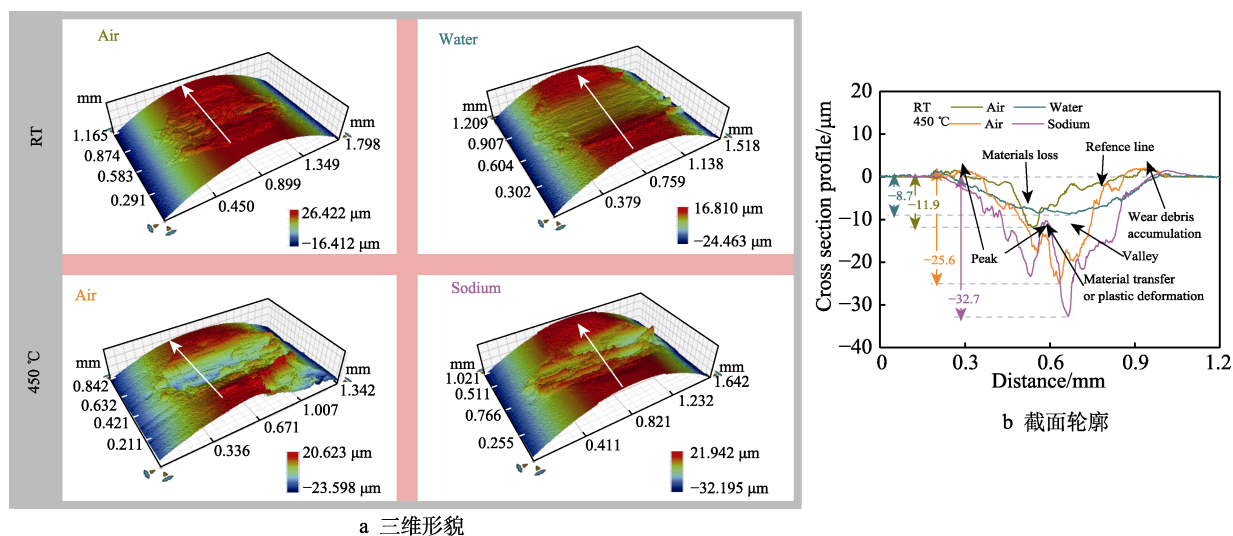 RT
Air
mm
1.165
0.874
0.583
0.291
0.450
0.899
1.349
1.798
mm
26.422 μm
−16.412 μm
Water
mm
1.209
0.907
0.604
0.302
0.379
0.759
1.138
1.518
mm
16.810 μm
−24.463 μm
450 ℃
Air
mm
0.842
0.632
0.421
0.211
0.336
0.671
1.007
1.342
mm
20.623 μm
−23.598 μm
Sodium
mm
1.021
0.511
0.766
0.255
0.411
0.821
1.232
1.642
mm
21.942 μm
−32.195 μm
a 三维形貌
Cross section profile/μm
20
10
0
−10
−20
−30
−40
RT Air Water
450 ℃ Air Sodium
Materials loss
Refence line
−8.7
−11.9
−25.6
−32.7
Peak
Wear debris
accumulation
Valley
Material transfer
or plastic deformation
0 0.3 0.6 0.9 1.2
Distance/mm
b 截面轮廓